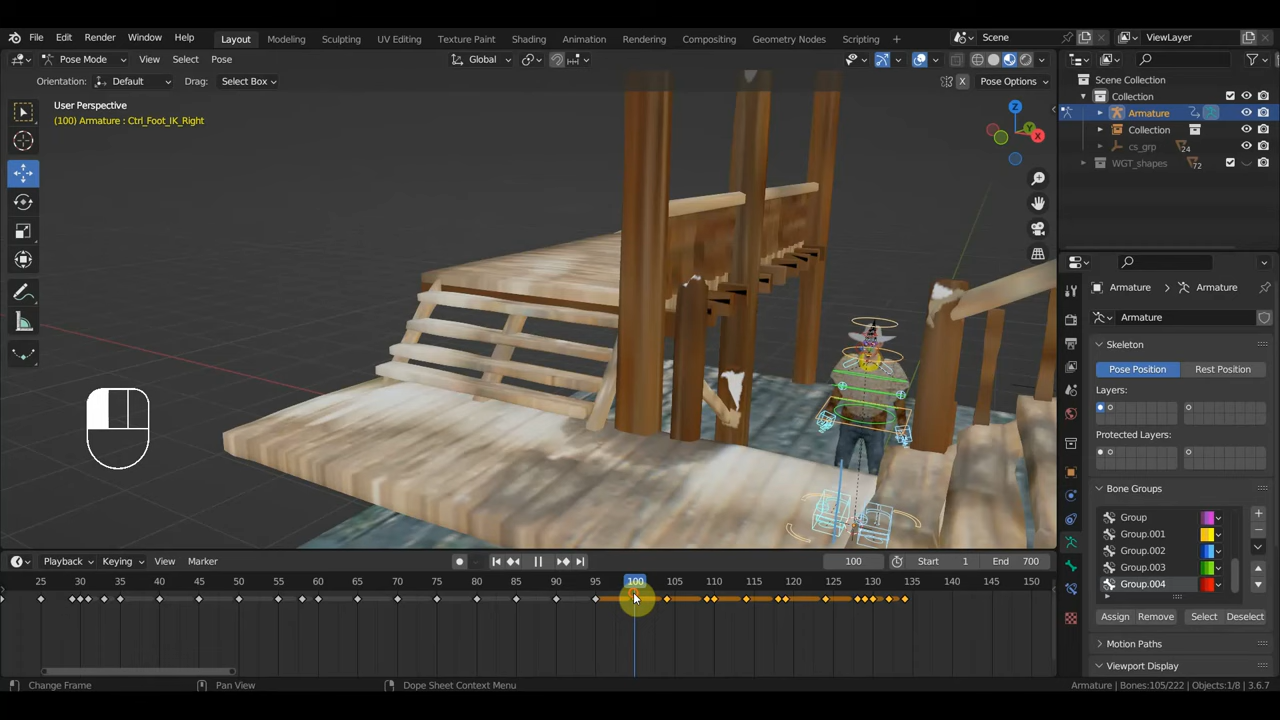 File Edit Render Window Help Layout Modeling Sculpting UV Editing Texture Paint Shading Animation Rendering Compositing Geometry Nodes Scripting + Scene ViewLayer
Pose Mode View Select Pose Global
Orientation: Default Drag: Select Box X Pose Options
User Perspective
(100) Armature : Ctrl_Foot_IK_Right
Z
Y
X
Scene Collection
Collection
Armature
Collection
cs_grp 24
WGT_shapes 72
Armature > Armature
Armature
Skeleton
Pose Position Rest Position
Layers:
Protected Layers:
Bone Groups
Group
Group.001
Group.002
Group.003
Group.004
Assign Remove Select Deselect
Motion Paths
Viewport Display
Playback Keying View Marker 100 Start 1 End 700
25 30 35 40 45 50 55 60 65 70 75 80 85 90 95 100 105 110 115 120 125 130 135 140 145 150
Change Frame Pan View Dope Sheet Context Menu Armature | Bones:105/222 | Objects:1/8 | 3.6.7